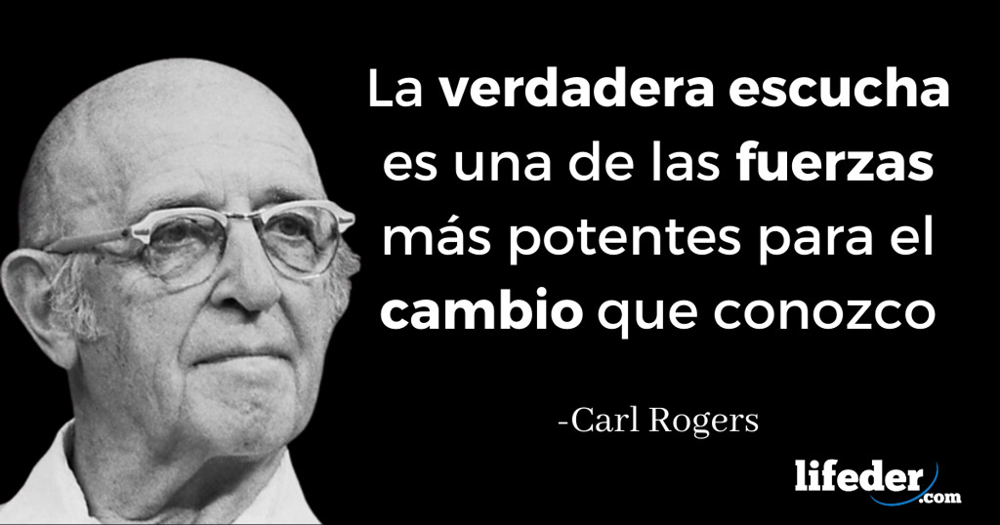 La verdadera escucha
es una de las fuerzas
más potentes para el
cambio que conozco
-Carl Rogers
lifeder.com